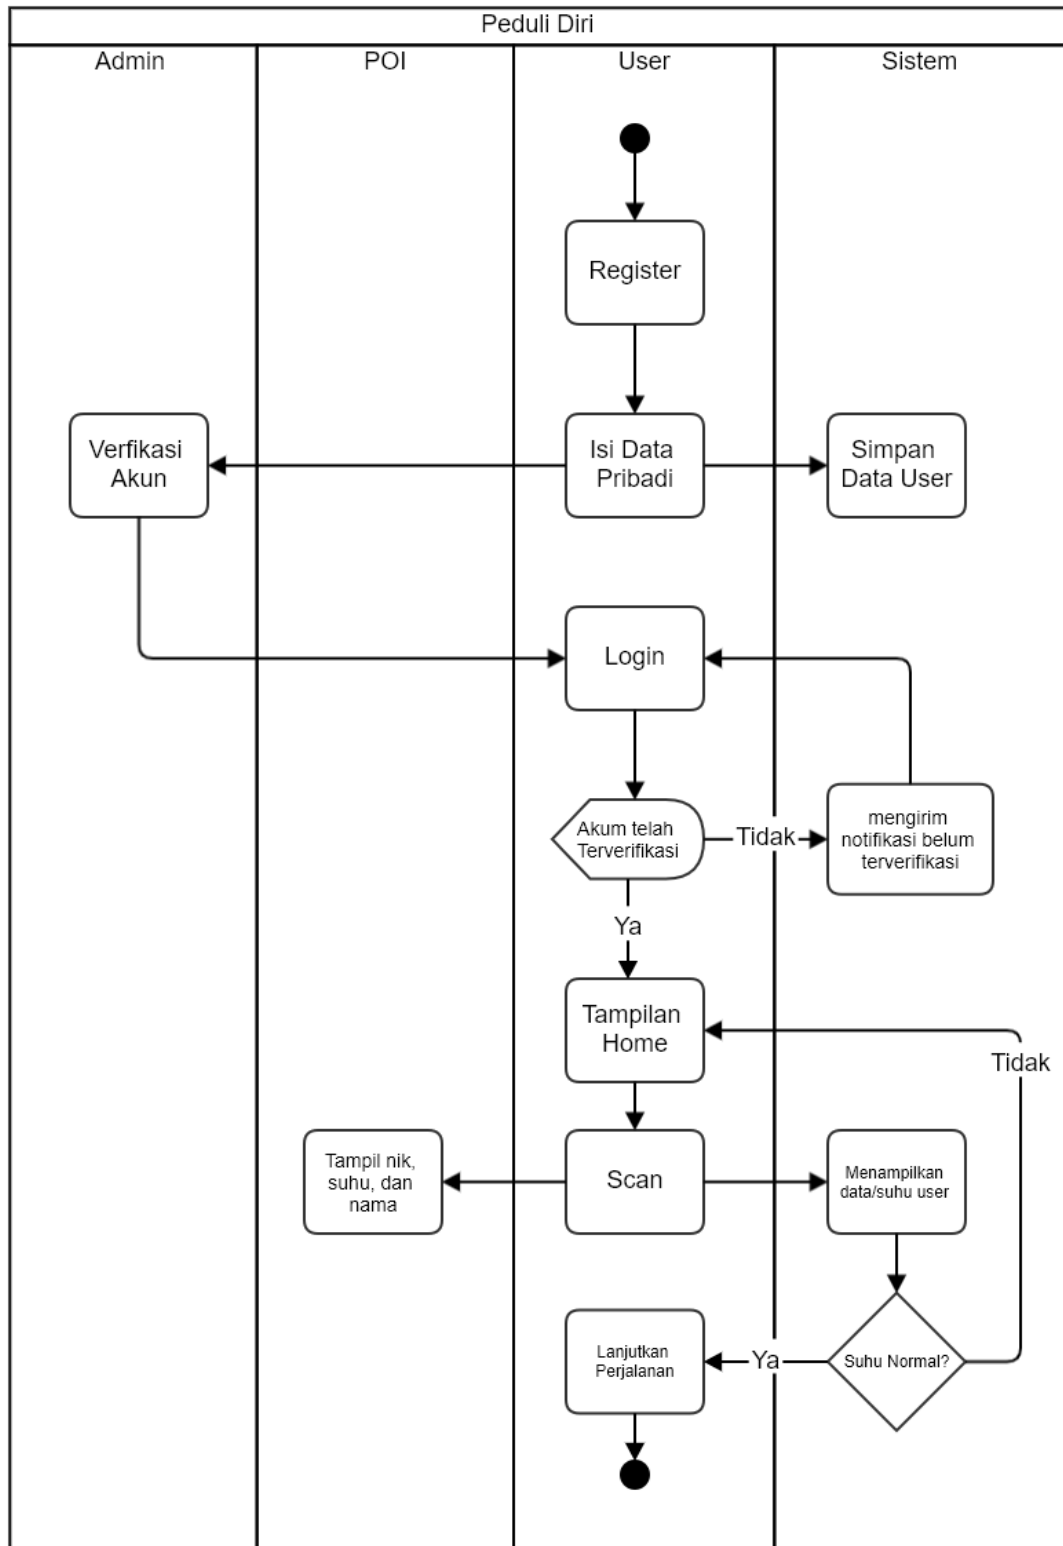 Peduli Diri
Admin
POI
User
Sistem
Register
Verfikasi
Akun
Isi Data
Pribadi
Simpan
Data User
Login
Akum telah
Terverifikasi
Tidak
mengirim
notifikasi belum
terverifikasi
Ya
Tampilan
Home
Tidak
Tampil nik,
suhu, dan
nama
Scan
Menampilkan
data/suhu user
Lanjutkan
Perjalanan
Ya
Suhu Normal?